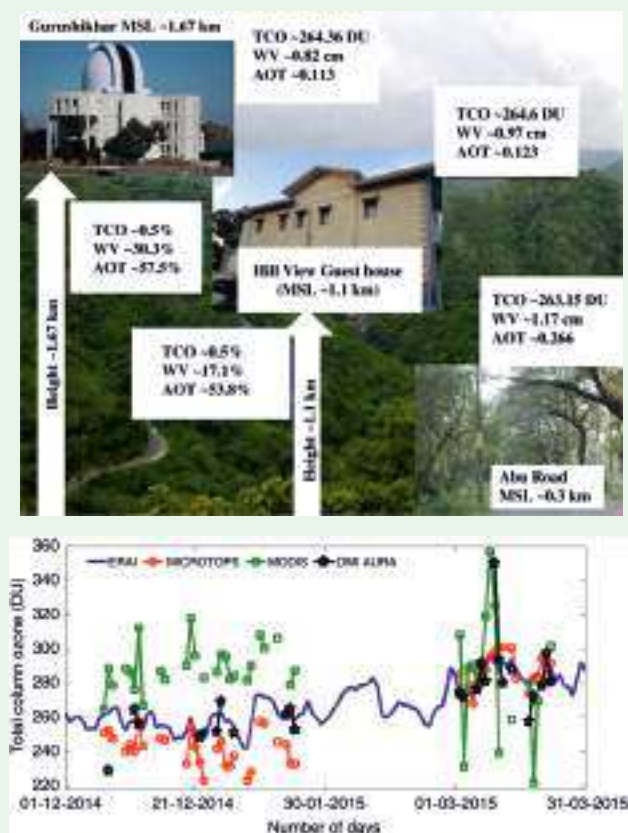 Gurushikhar MSL ~1.67 km
TCO ~264.36 DU
WV ~0.82 cm
AOT ~0.113
TCO ~264.6 DU
WV ~0.97 cm
AOT ~0.123
TCO ~0.5%
WV ~30.3%
AOT ~57.5%
Hill View Guest house
(MSL ~1.1 km)
TCO ~263.15 DU
WV ~1.17 cm
AOT ~0.266
TCO ~0.5%
WV ~17.1%
AOT ~53.8%
Height ~1.67 km
Height ~1.1 km
Abu Road
MSL ~0.3 km
360
340
320
300
280
260
240
220
Total column ozone (DU)
ERAI MICROTOPS MODIS OMI AURA
01-12-2014 21-12-2014 30-01-2015 01-03-2015 31-03-2015
Number of days